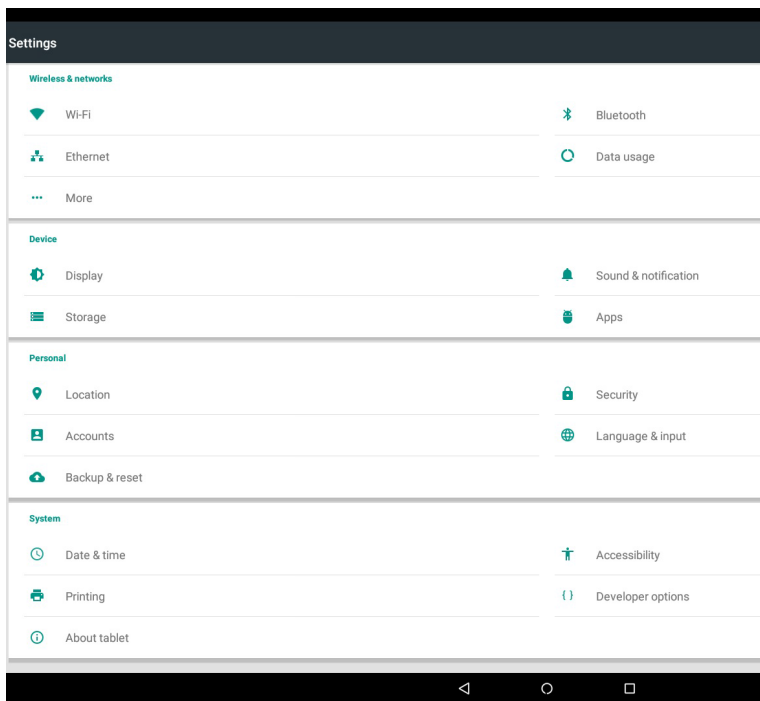 Settings
Wireless & networks
Wi-Fi
Bluetooth
Ethernet
Data usage
More
Device
Display
Sound & notification
Storage
Apps
Personal
Location
Security
Accounts
Language & input
Backup & reset
System
Date & time
Accessibility
Printing
Developer options
About tablet